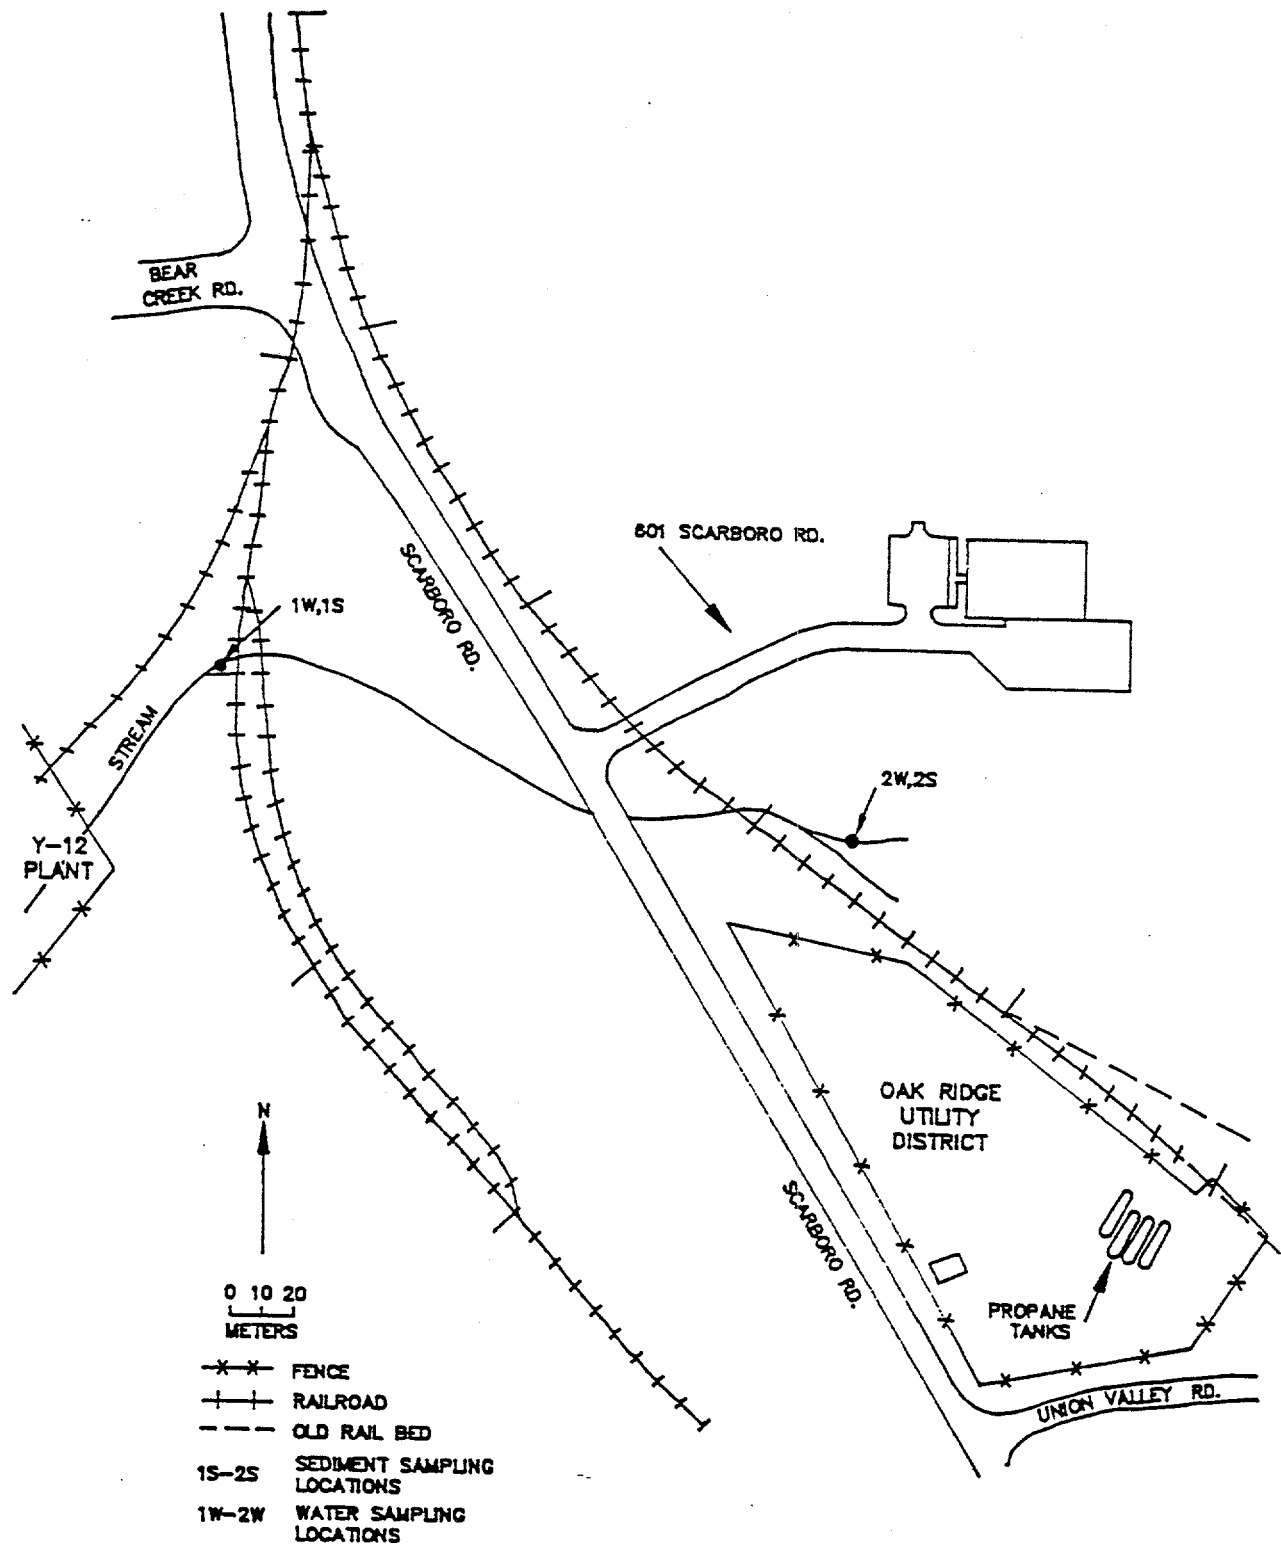 BEAR
CREEK RD.
601 SCARBORO RD.
SCARBORO RD.
1W,1S
STREAM
2W,2S
Y-12
PLANT
OAK RIDGE
UTILITY
DISTRICT
N
SCARBORO RD.
0 10 20
METERS
PROPANE
TANKS
UNION VALLEY RD.
FENCE
RAILROAD
OLD RAIL BED
1S-2S SEDIMENT SAMPLING
LOCATIONS
1W-2W WATER SAMPLING
LOCATIONS